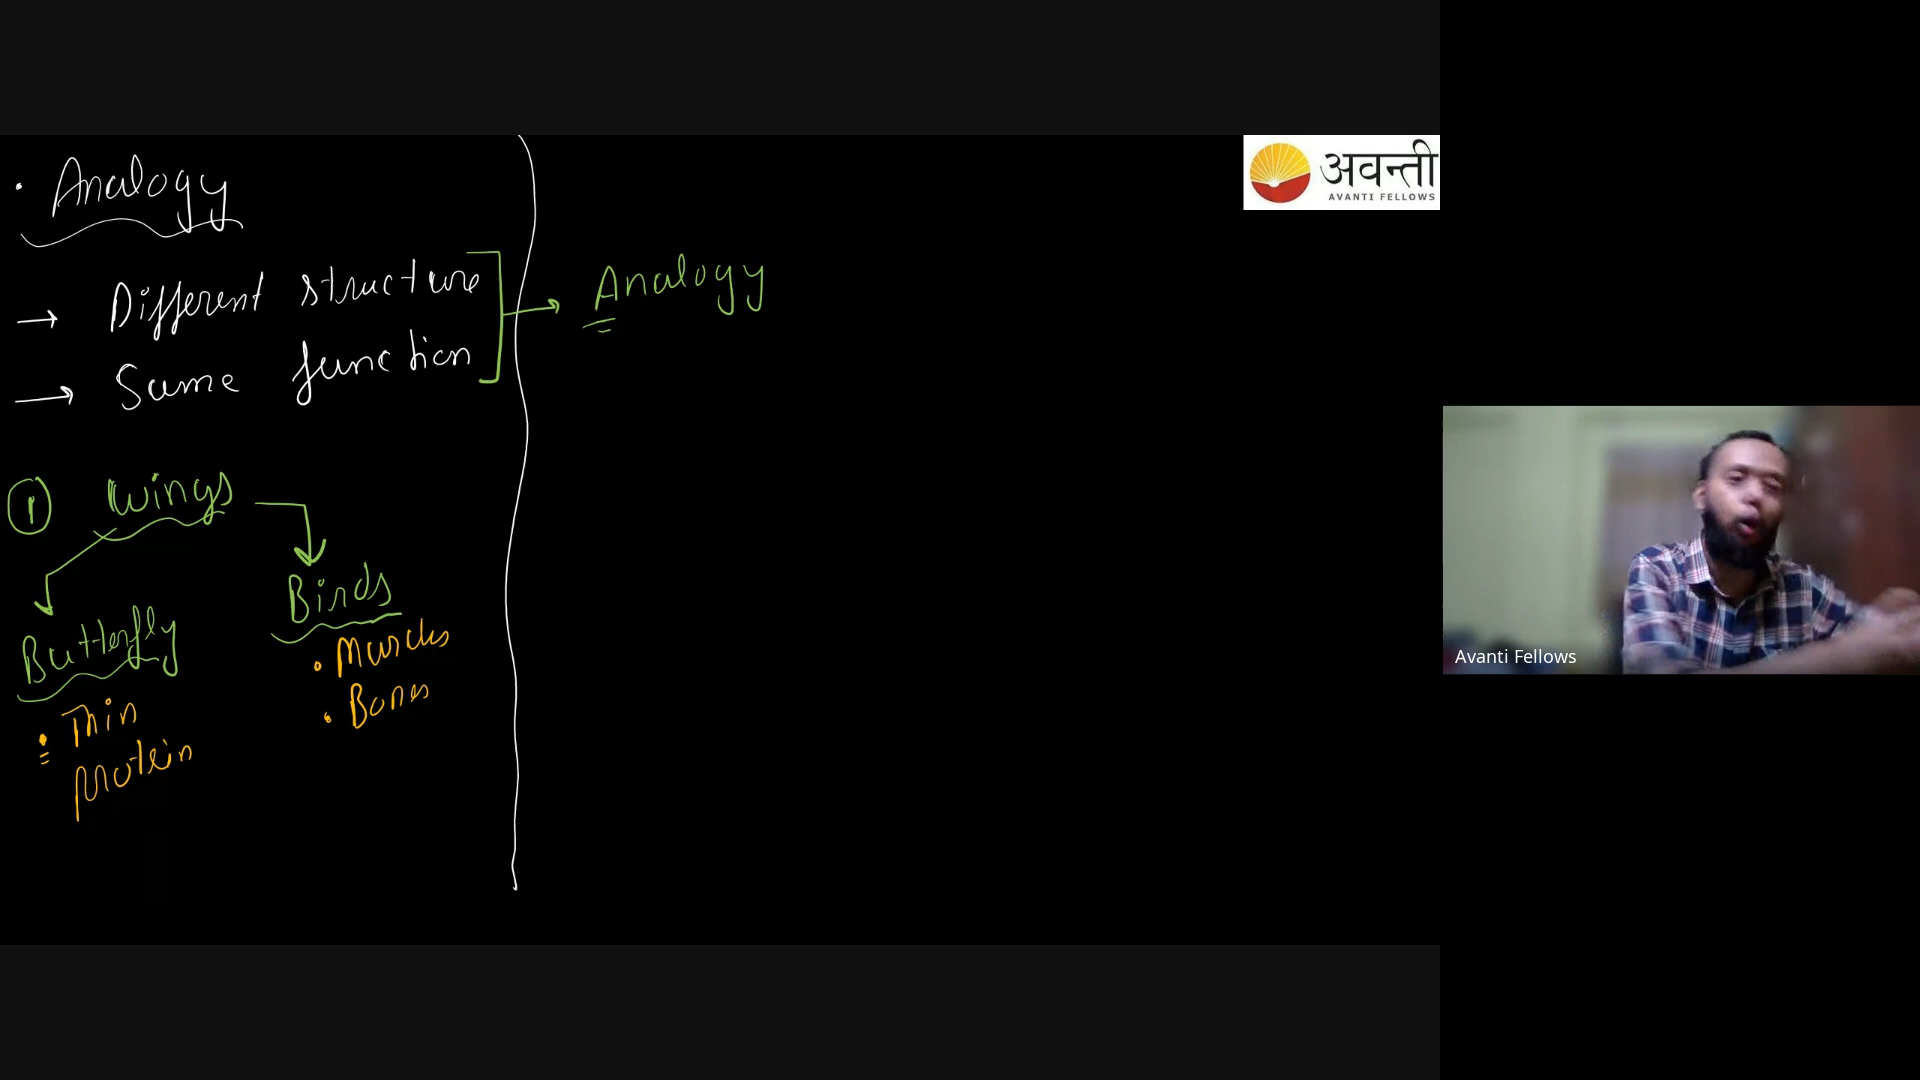 • Analogy
→ Different structure
→ Same function
→ Analogy
① Wings
Butterfly
Birds
• Thin
protein
• Muscles
• Bones
अवन्ती
AVANTI FELLOWS
Avanti Fellows